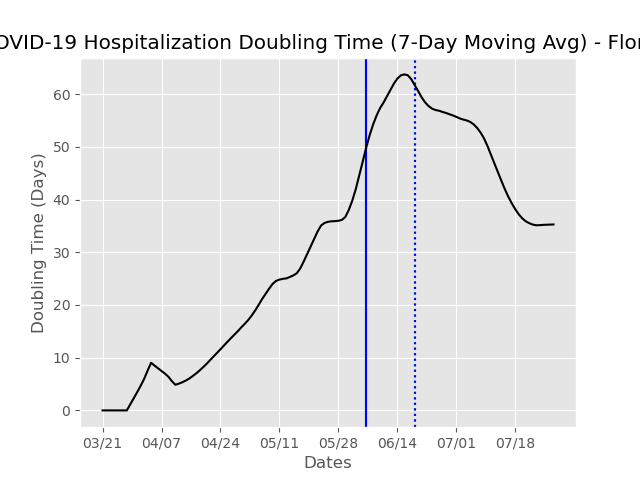 OVID-19 Hospitalization Doubling Time (7-Day Moving Avg) - Flor
Doubling Time (Days)
60
50
40
30
20
10
0
03/21 04/07 04/24 05/11 05/28 06/14 07/01 07/18
Dates